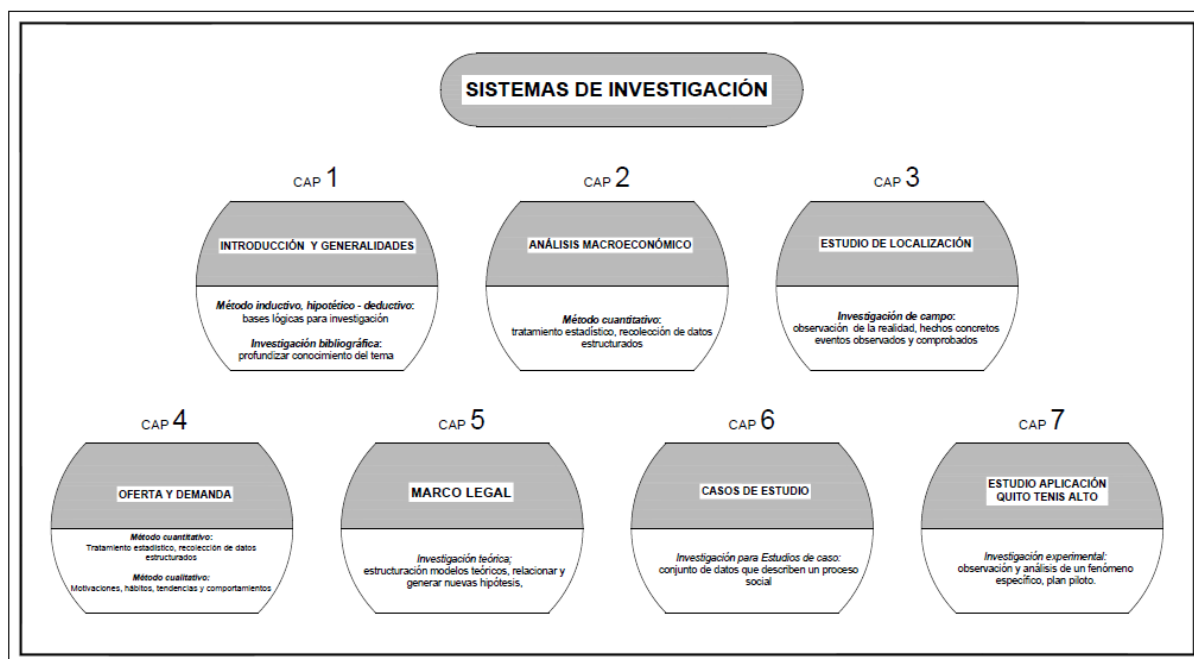 SISTEMAS DE INVESTIGACIÓN
CAP 1
INTRODUCCIÓN Y GENERALIDADES
Método inductivo, hipotético - deductivo:
bases lógicas para investigación
Investigación bibliográfica:
profundizar conocimiento del tema
CAP 2
ANÁLISIS MACROECONÓMICO
Método cuantitativo:
tratamiento estadístico, recolección de datos
estructurados
CAP 3
ESTUDIO DE LOCALIZACIÓN
Investigación de campo:
observación de la realidad, hechos concretos
eventos observados y comprobados
CAP 4
OFERTA Y DEMANDA
Método cuantitativo:
Tratamiento estadístico, recolección de datos
estructurados
Método cualitativo:
Motivaciones, hábitos, tendencias y comportamientos
CAP 5
MARCO LEGAL
Investigación teórica;
estructuración modelos teóricos, relacionar y
generar nuevas hipótesis,
CAP 6
CASOS DE ESTUDIO
Investigación para Estudios de caso:
conjunto de datos que describen un proceso
social
CAP 7
ESTUDIO APLICACIÓN
QUITO TENIS ALTO
Investigación experimental:
observación y análisis de un fenómeno
específico, plan piloto.